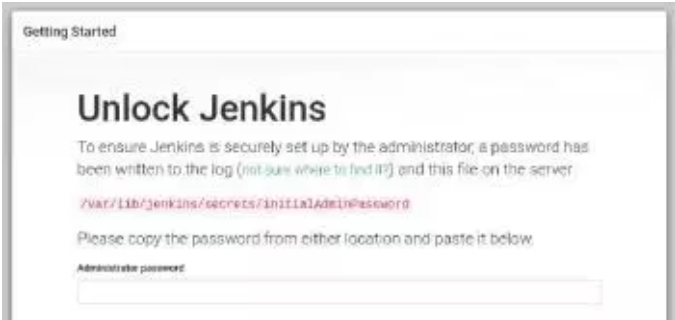 Getting Started
Unlock Jenkins
To ensure Jenkins is securely set up by the administrator, a password has
been written to the log (not sure where to find it?) and this file on the server
/var/lib/jenkins/secrets/initialAdminPassword
Please copy the password from either location and paste it below.
Administrator password